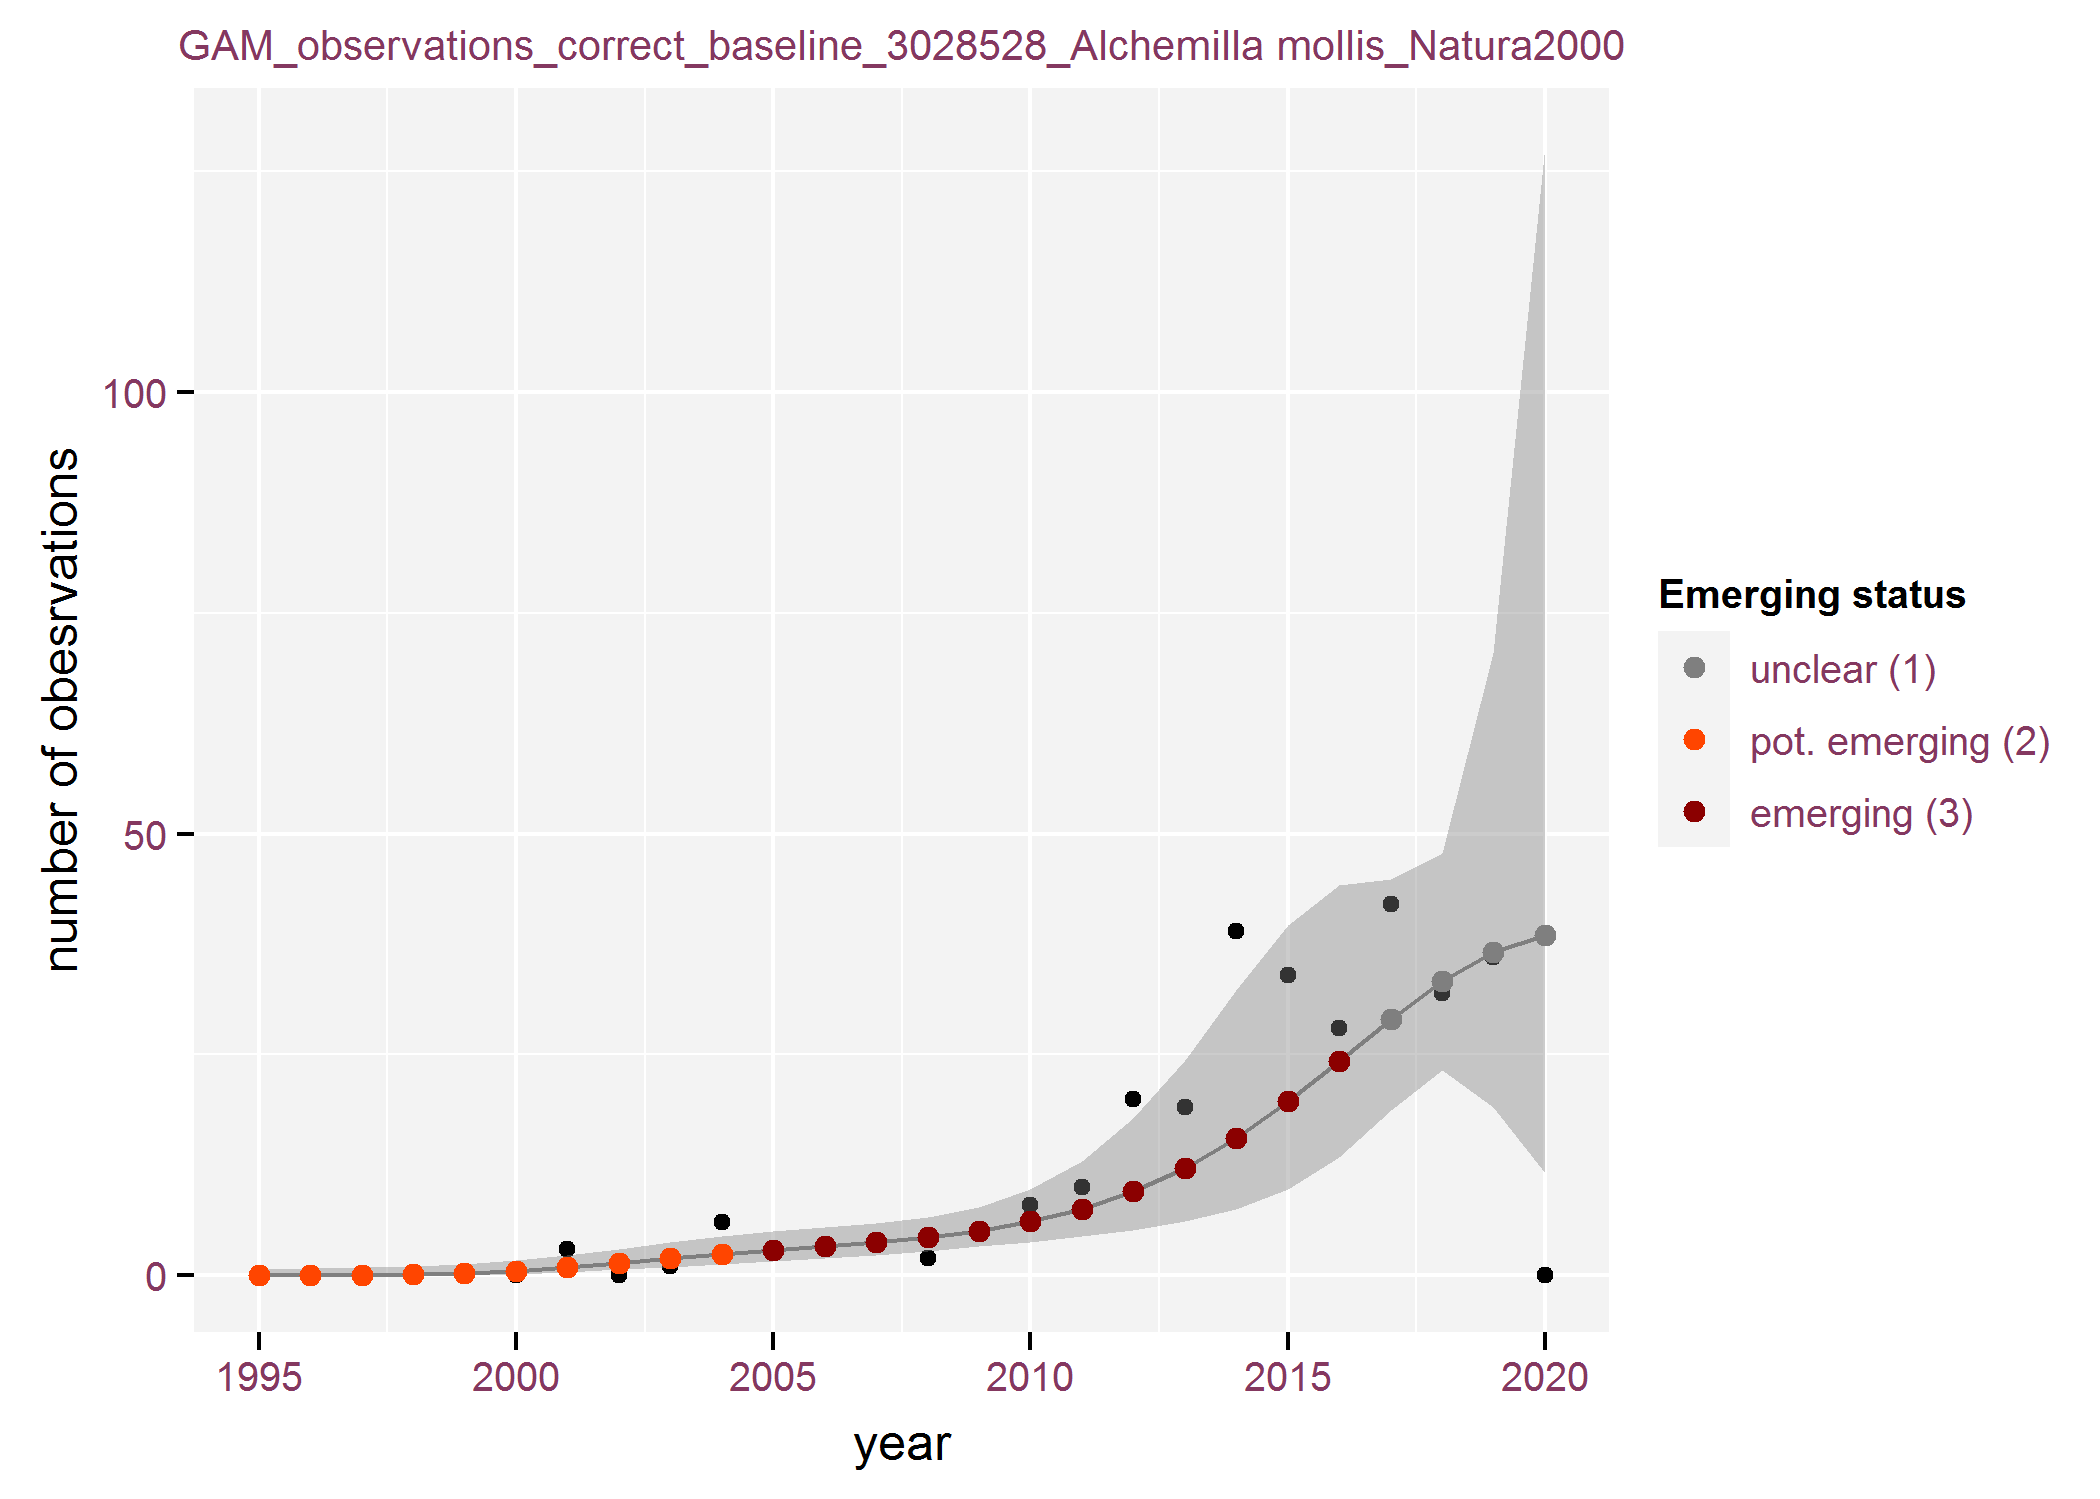 GAM_observations_correct_baseline_3028528_Alchemilla mollis_Natura2000
number of obesrvations
100
50
0
1995 2000 2005 2010 2015 2020
year
Emerging status
unclear (1)
pot. emerging (2)
emerging (3)